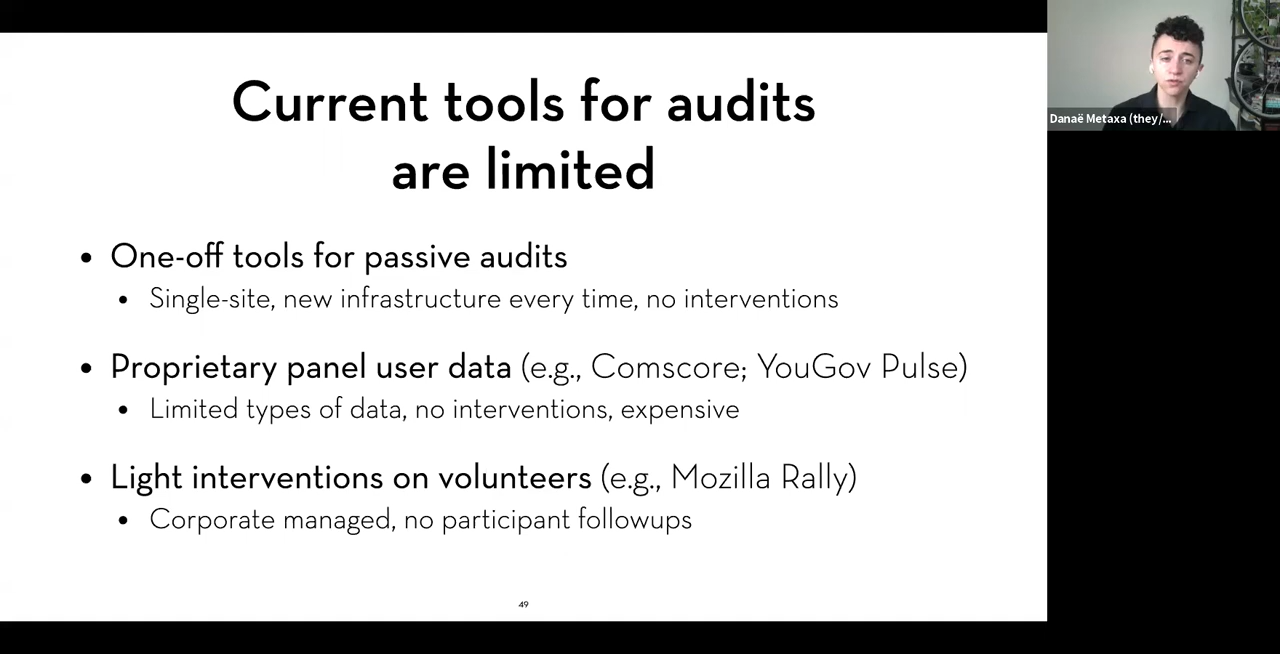 Current tools for audits
are limited
• One-off tools for passive audits
• Single-site, new infrastructure every time, no interventions
• Proprietary panel user data (e.g., Comscore; YouGov Pulse)
• Limited types of data, no interventions, expensive
• Light interventions on volunteers (e.g., Mozilla Rally)
• Corporate managed, no participant followups
49
Danaë Metaxa (they/...